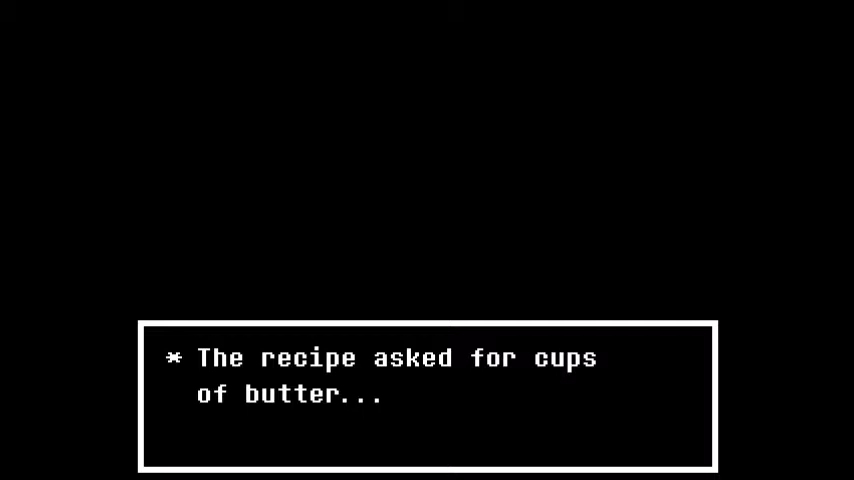 * The recipe asked for cups
of butter...